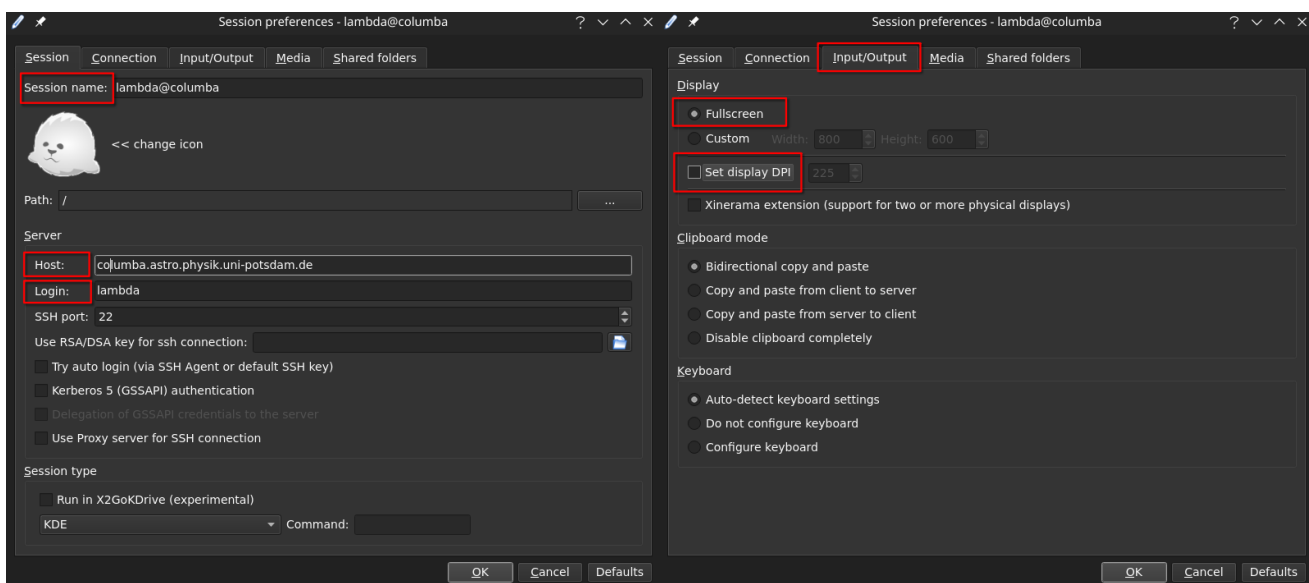 Session preferences - lambda@columba
Session Connection Input/Output Media Shared folders
Session name: lambda@columba
<< change icon
Path: / ...
Server
Host: columba.astro.physik.uni-potsdam.de
Login: lambda
SSH port: 22
Use RSA/DSA key for ssh connection:
Try auto login (via SSH Agent or default SSH key)
Kerberos 5 (GSSAPI) authentication
Delegation of GSSAPI credentials to the server
Use Proxy server for SSH connection
Session type
Run in X2GoKDrive (experimental)
KDE Command:
OK Cancel Defaults
Session preferences - lambda@columba
Session Connection Input/Output Media Shared folders
Display
Fullscreen
Custom Width: 800 Height: 600
Set display DPI 225
Xinerama extension (support for two or more physical displays)
Clipboard mode
Bidirectional copy and paste
Copy and paste from client to server
Copy and paste from server to client
Disable clipboard completely
Keyboard
Auto-detect keyboard settings
Do not configure keyboard
Configure keyboard
OK Cancel Defaults